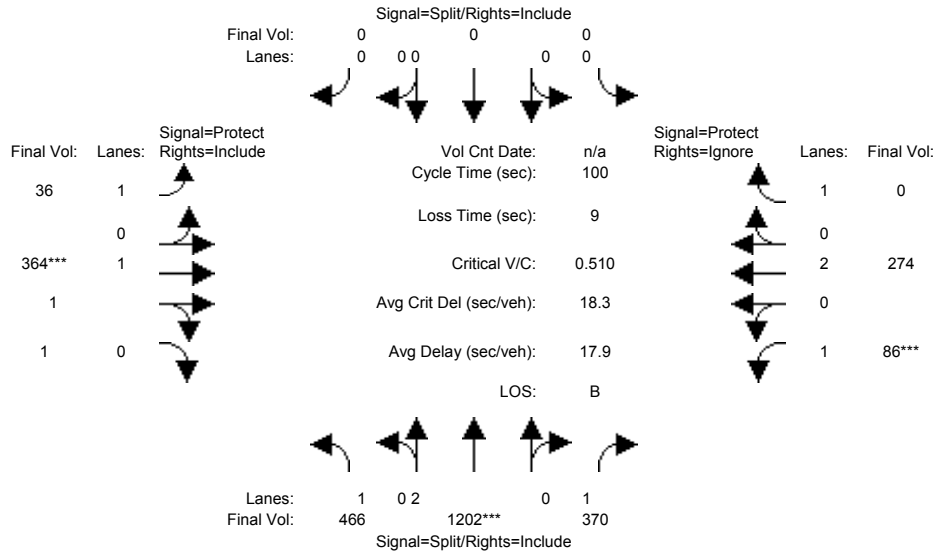 Signal=Split/Rights=Include
Final Vol: 0 0 0
Lanes: 0 0 0 0 0
Signal=Protect Signal=Protect
Final Vol: Lanes: Rights=Include Vol Cnt Date: n/a Rights=Ignore Lanes: Final Vol:
Cycle Time (sec): 100
36 1 1 0
Loss Time (sec): 9
0 0
364*** 1 Critical V/C: 0.510 2 274
1 Avg Crit Del (sec/veh): 18.3 0
1 0 Avg Delay (sec/veh): 17.9 1 86***
LOS: B
Lanes: 1 0 2 0 1
Final Vol: 466 1202*** 370
Signal=Split/Rights=Include